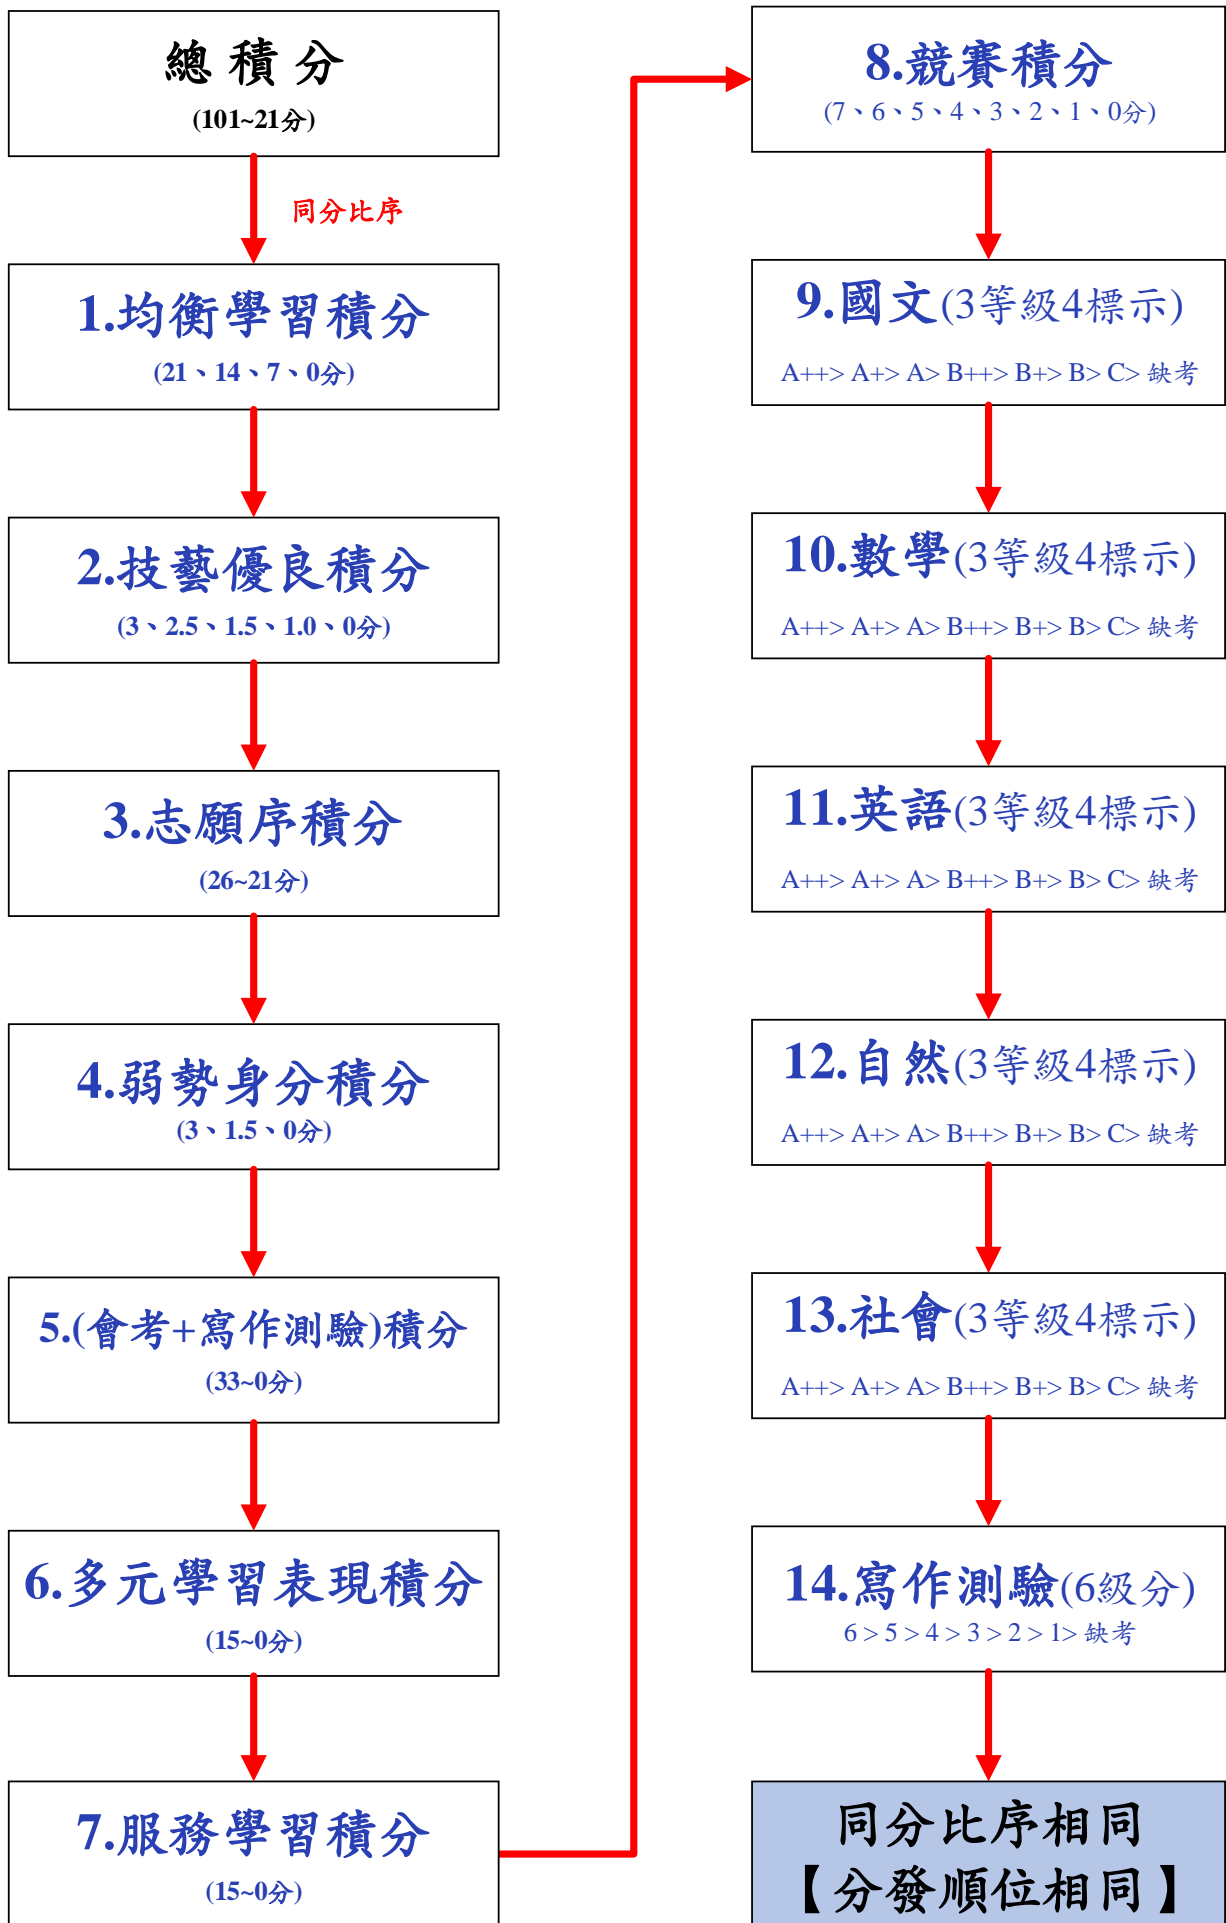 總積分
(101~21分)
同分比序
1.均衡學習積分
(21、14、7、0分)
2.技藝優良積分
(3、2.5、1.5、1.0、0分)
3.志願序積分
(26~21分)
4.弱勢身分積分
(3、1.5、0分)
5.(會考+寫作測驗)積分
(33~0分)
6.多元學習表現積分
(15~0分)
7.服務學習積分
(15~0分)
8.競賽積分
(7、6、5、4、3、2、1、0分)
9.國文(3等級4標示)
A++> A+> A> B++> B+> B> C> 缺考
10.數學(3等級4標示)
A++> A+> A> B++> B+> B> C> 缺考
11.英語(3等級4標示)
A++> A+> A> B++> B+> B> C> 缺考
12.自然(3等級4標示)
A++> A+> A> B++> B+> B> C> 缺考
13.社會(3等級4標示)
A++> A+> A> B++> B+> B> C> 缺考
14.寫作測驗(6級分)
6 > 5 > 4 > 3 > 2 > 1> 缺考
同分比序相同
【分發順位相同】